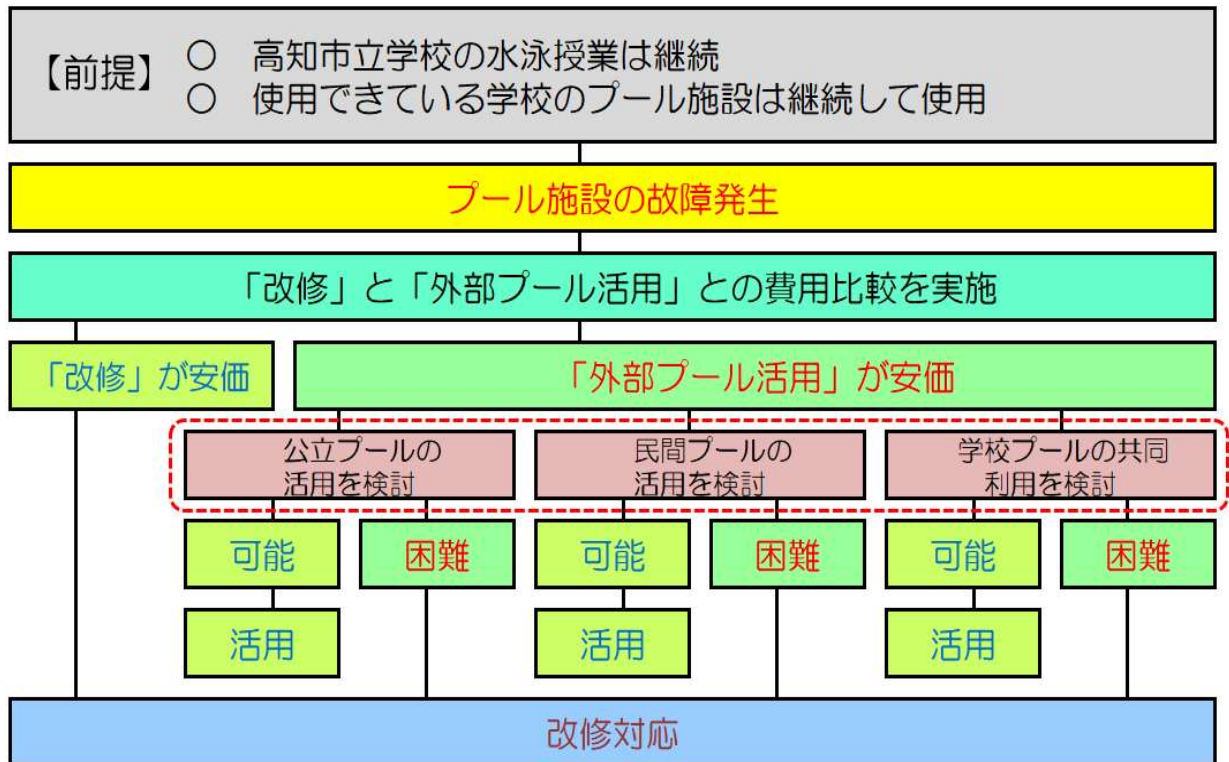 【前提】
○ 高知市立学校の水泳授業は継続
○ 使用できている学校のプール施設は継続して使用
プール施設の故障発生
「改修」と「外部プール活用」との費用比較を実施
「改修」が安価
「外部プール活用」が安価
公立プールの
活用を検討
民間プールの
活用を検討
学校プールの共同
利用を検討
可能
困難
可能
困難
可能
困難
活用
活用
活用
改修対応